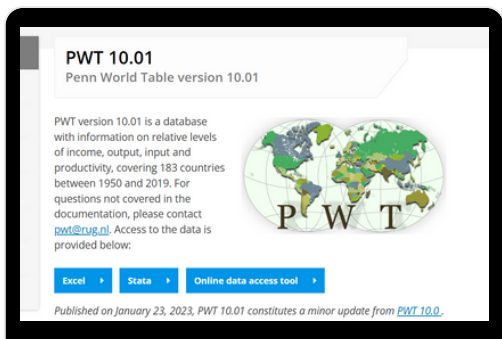 PWT 10.01
Penn World Table version 10.01
PWT version 10.01 is a database
with information on relative levels
of income, output, input and
productivity, covering 183 countries
between 1950 and 2019. For
questions not covered in the
documentation, please contact
pwt@rug.nl. Access to the data is
provided below:
P W T
Excel
Stata
Online data access tool
Published on January 23, 2023, PWT 10.01 constitutes a minor update from PWT 10.0 .